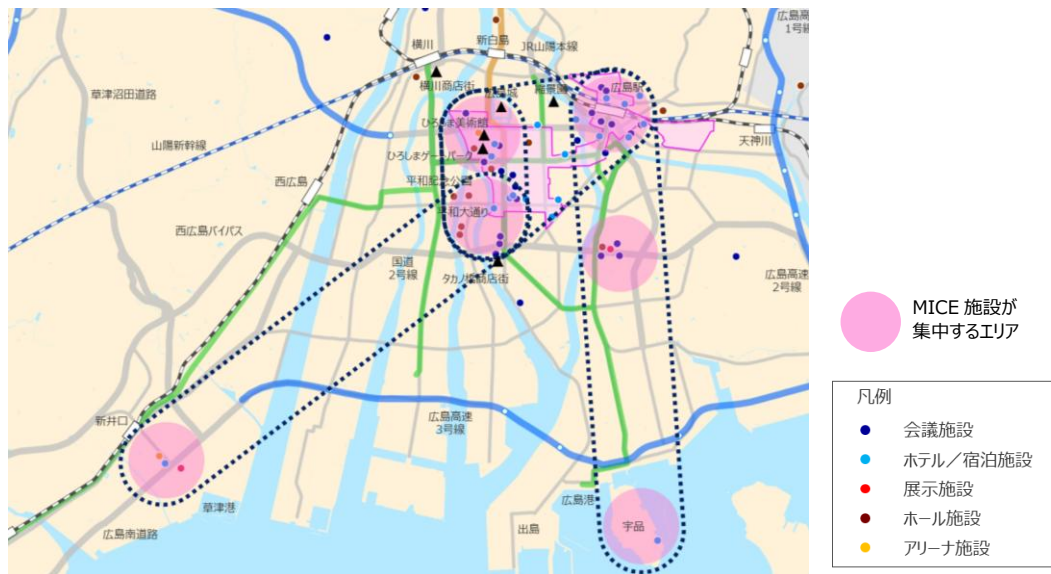 広島高速
1号線
横川
新白島
JR山陽本線
広島駅
横川商店街
草津沼田道路
ひろしま美術館
山陽新幹線
天神川
ひろしまゲートパーク
西広島
平和記念公園
平和大通り
西広島バイパス
国道
2号線
タカノ橋商店街
広島高速
2号線
MICE 施設が
集中するエリア
凡例
会議施設
ホテル／宿泊施設
展示施設
ホール施設
アリーナ施設
新井口
広島高速
3号線
草津港
広島港
広島南道路
出島
宇品